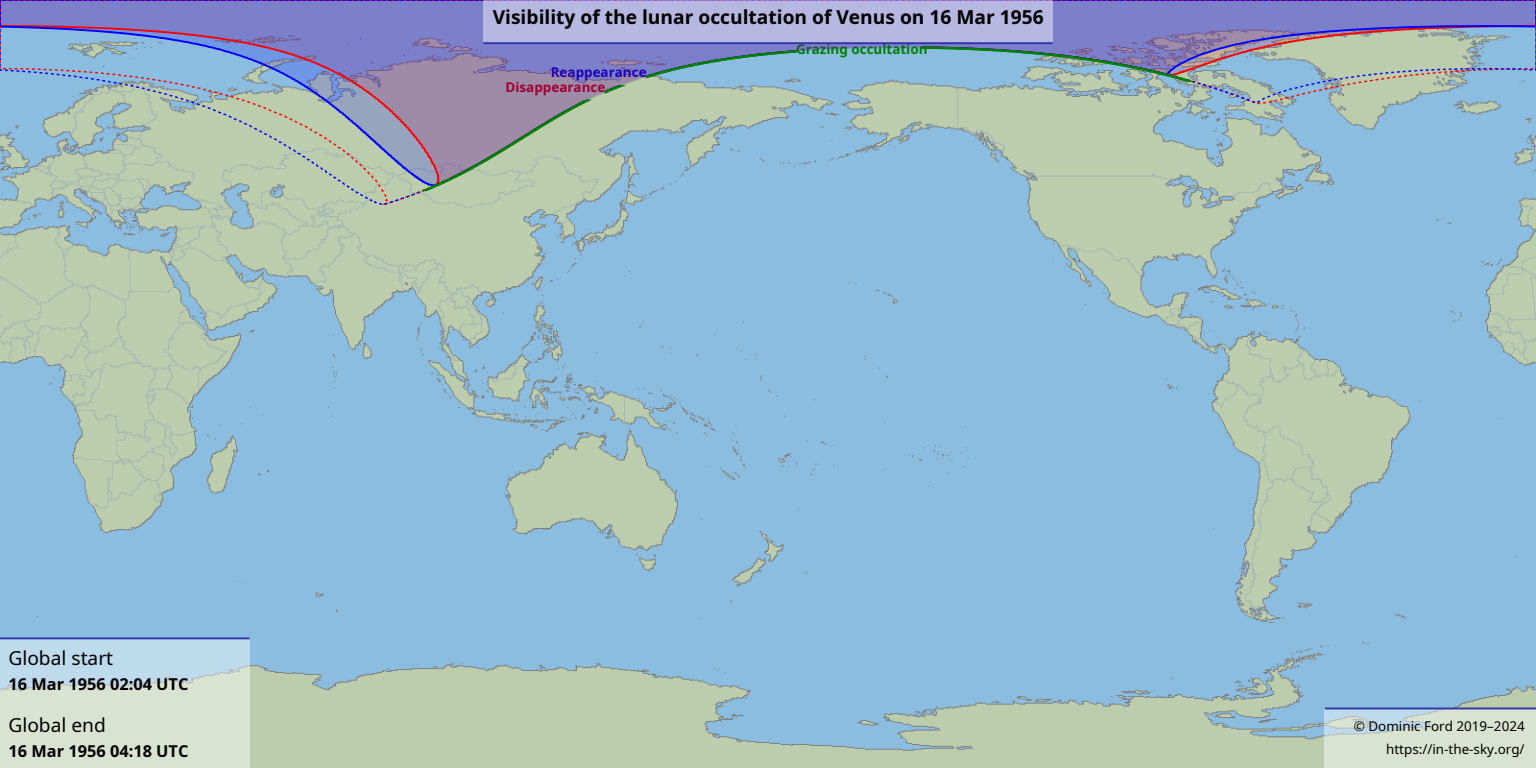 Visibility of the lunar occultation of Venus on 16 Mar 1956
Grazing occultation
Reappearance
Disappearance
Global start
16 Mar 1956 02:04 UTC
Global end
16 Mar 1956 04:18 UTC
© Dominic Ford 2019–2024
https://in-the-sky.org/